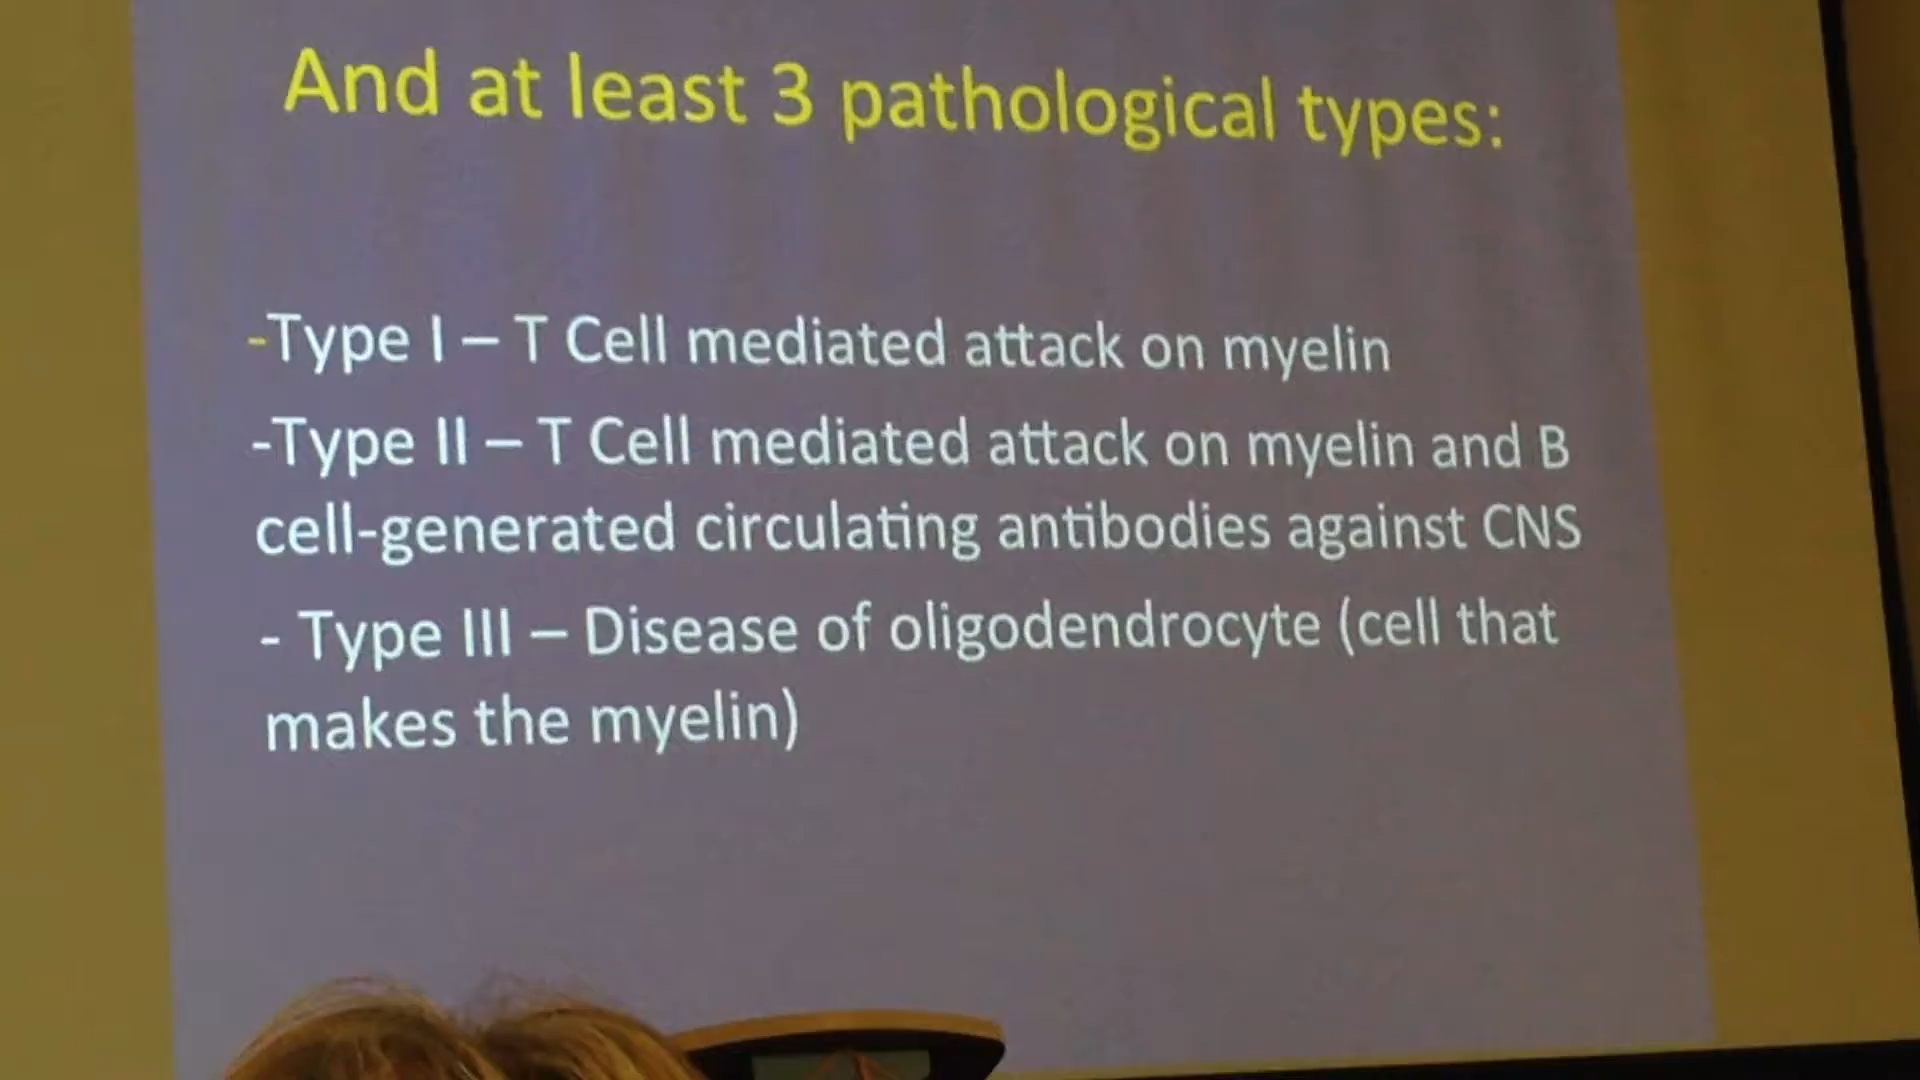 And at least 3 pathological types:
-Type I – T Cell mediated attack on myelin
-Type II – T Cell mediated attack on myelin and B
cell-generated circulating antibodies against CNS
- Type III – Disease of oligodendrocyte (cell that
makes the myelin)